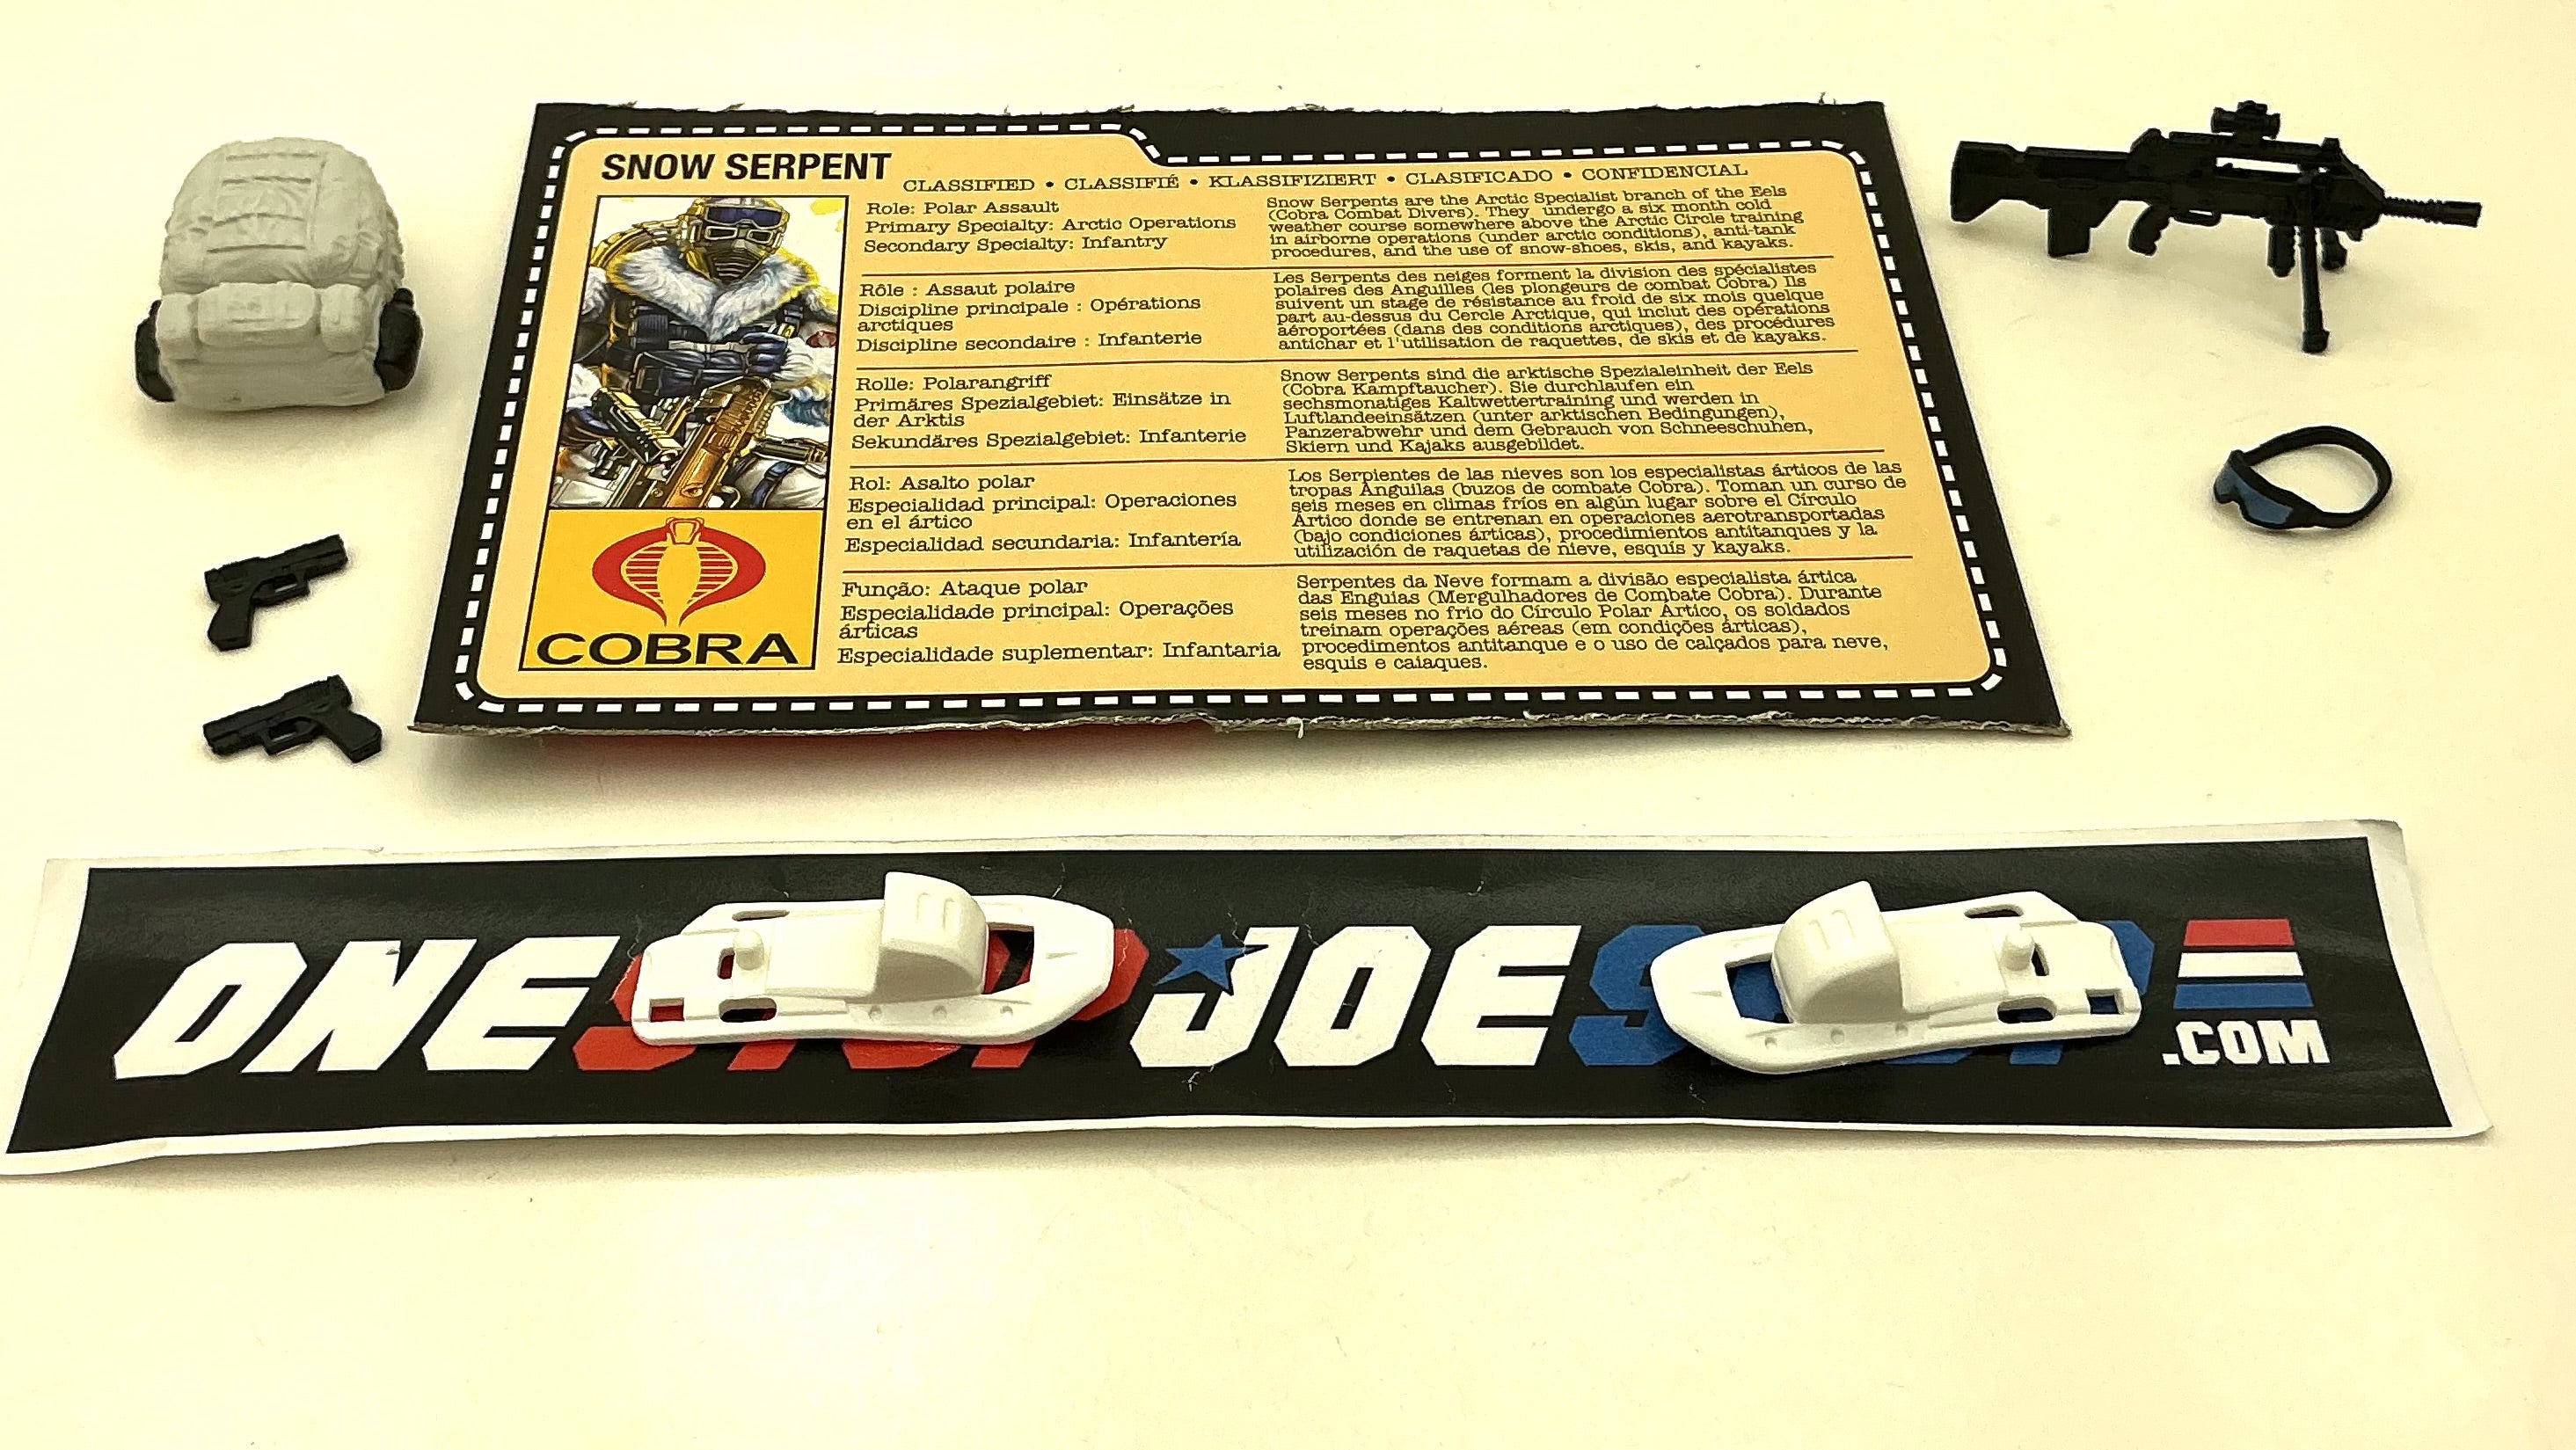 SNOW SERPENT
CLASSIFIED • CLASSIFIÉ • KLASSIFIZIERT • CLASIFICADO • CONFIDENCIAL
Role: Polar Assault
Primary Specialty: Arctic Operations
Secondary Specialty: Infantry
Snow Serpents are the Arctic Specialist branch of the Eels
(Cobra Combat Divers). They undergo a six month cold
weather course somewhere above the Arctic Circle training
in airborne operations (under arctic conditions), anti-tank
procedures, and the use of snow-shoes, skis, and kayaks.
Rôle : Assaut polaire
Discipline principale : Opérations
arctiques
Discipline secondaire : Infanterie
Les Serpents des neiges forment la division des spécialistes
polaires des Anguilles (les plongeurs de combat Cobra) Ils
suivent un stage de résistance au froid de six mois quelque
part au-dessus du Cercle Arctique, qui inclut des opérations
aéroportées (dans des conditions arctiques), des procédures
antichar et l'utilisation de raquettes, de skis et de kayaks.
Rolle: Polarangriff
Primäres Spezialgebiet: Einsätze in
der Arktis
Sekundäres Spezialgebiet: Infanterie
Snow Serpents sind die arktische Spezialeinheit der Eels
(Cobra Kampftaucher). Sie durchlaufen ein
sechsmonatiges Kaltwettertraining und werden in
Luftlandeeinsätzen (unter arktischen Bedingungen),
Panzerabwehr und dem Gebrauch von Schneeschuhen,
Skiern und Kajaks ausgebildet.
Rol: Asalto polar
Especialidad principal: Operaciones
en el ártico
Especialidad secundaria: Infantería
Los Serpientes de las nieves son los especialistas árticos de las
tropas Anguilas (buzos de combate Cobra). Toman un curso de
seis meses en climas fríos en algún lugar sobre el Círculo
Ártico donde se entrenan en operaciones aerotransportadas
(bajo condiciones árticas), procedimientos antitanques y la
utilización de raquetas de nieve, esquís y kayaks.
Função: Ataque polar
Especialidade principal: Operações
árticas
Especialidade suplementar: Infantaria
Serpentes da Neve formam a divisão especialista ártica
das Enguias (Mergulhadores de Combate Cobra). Durante
seis meses no frio do Círculo Polar Ártico, os soldados
treinam operações aéreas (em condições árticas),
procedimentos antitanque e o uso de calçados para neve,
esquis e caiaques.
COBRA
ONE JOE .COM